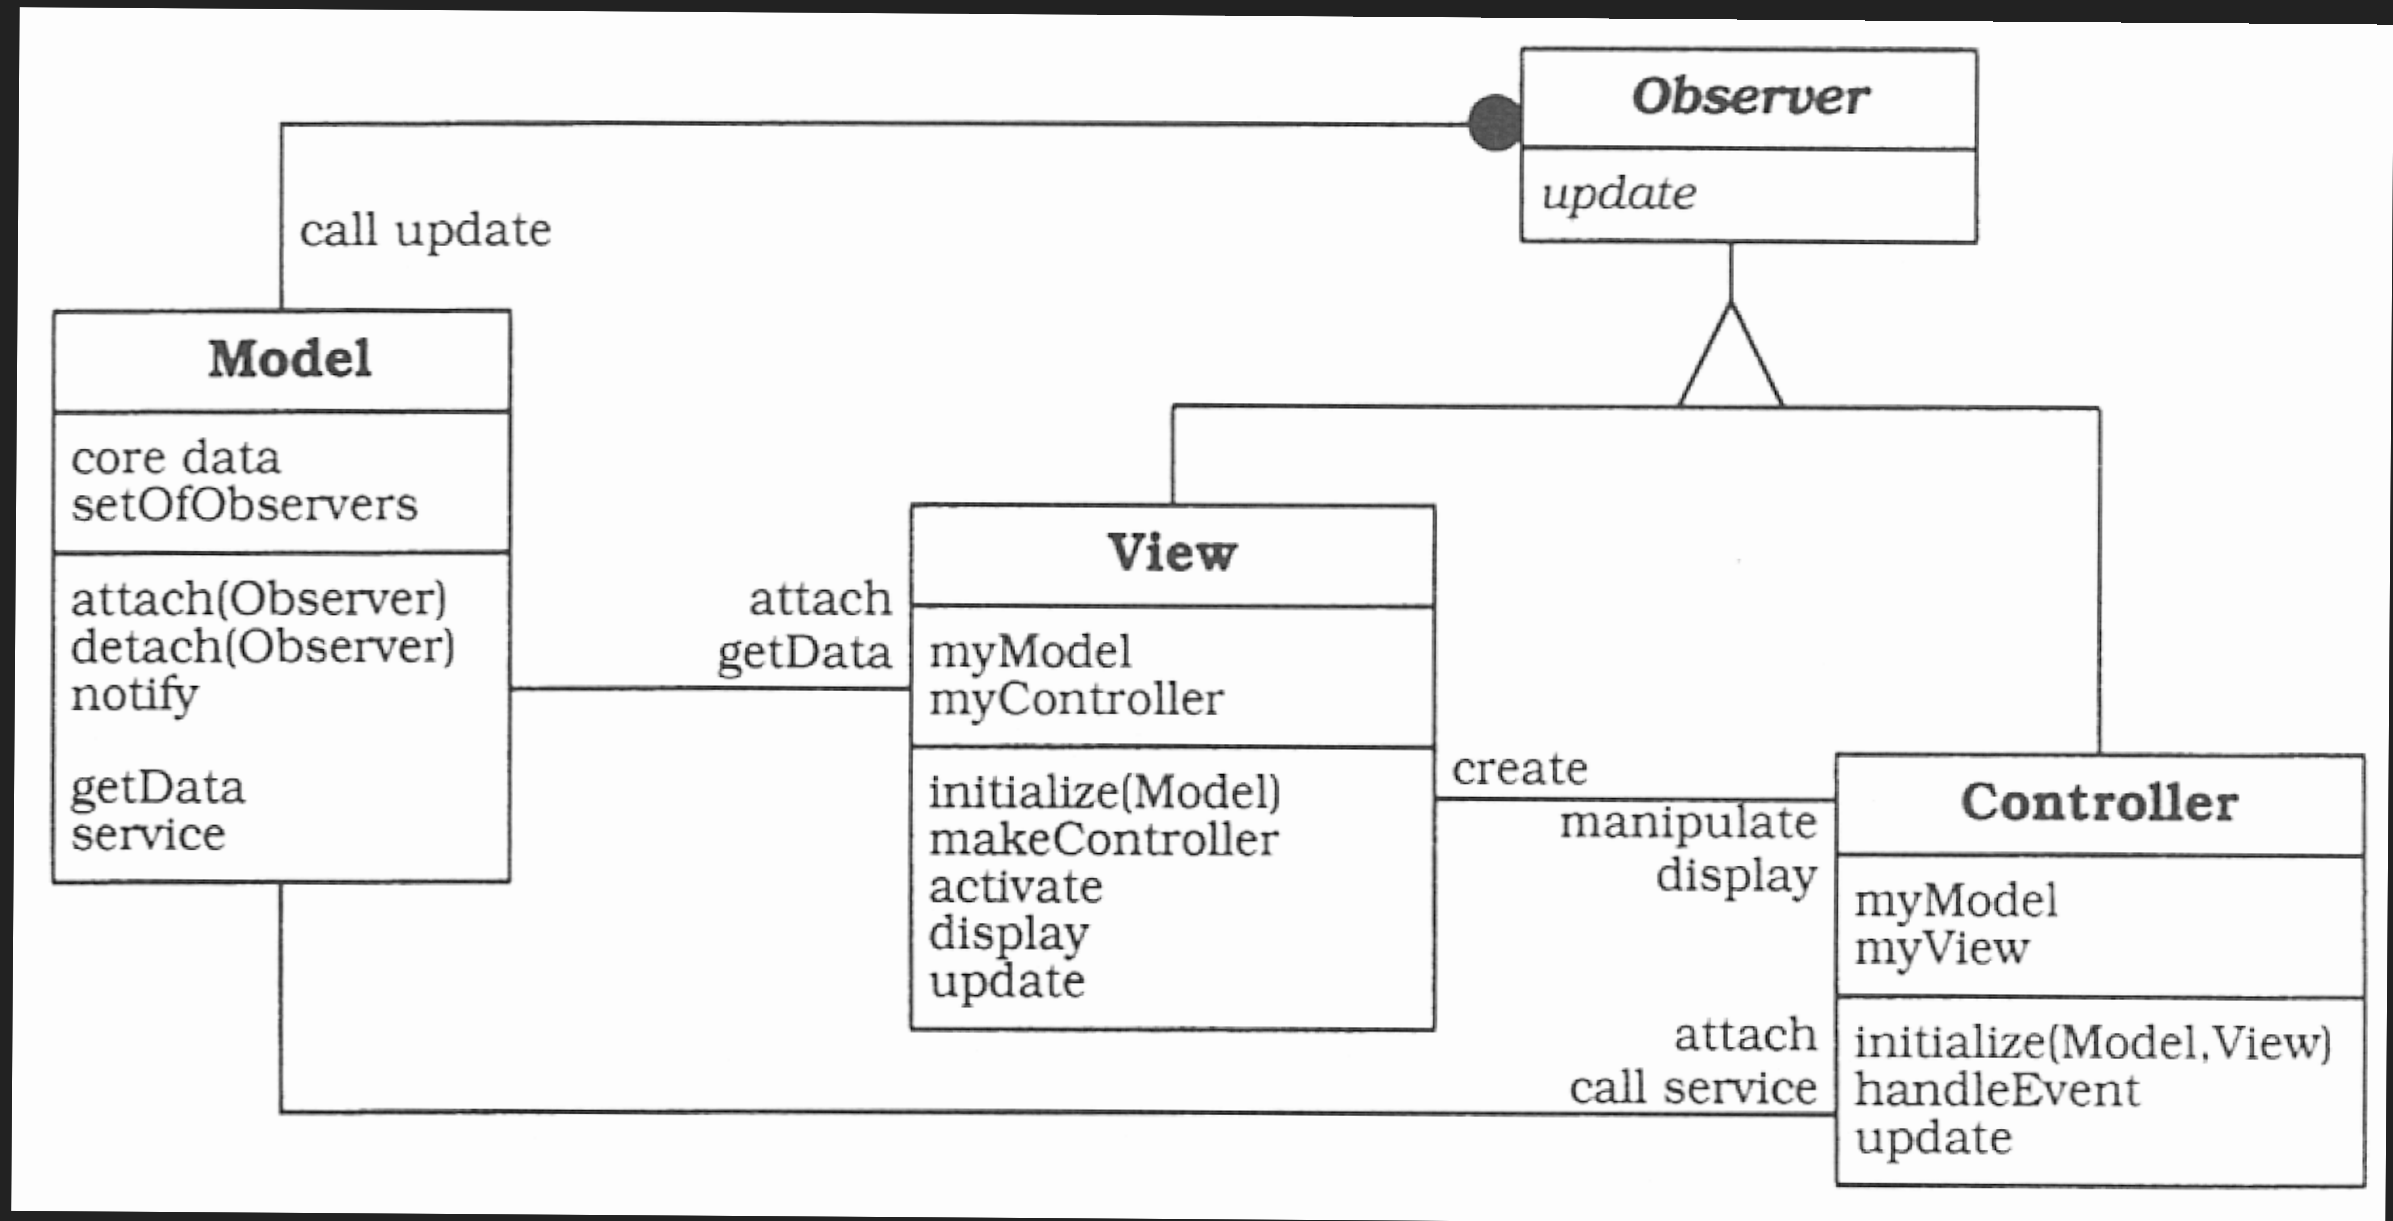 Observer
update
call update
Model
core data
setOfObservers
attach(Observer)
detach(Observer)
notify
getData
service
attach
getData
View
myModel
myController
initialize(Model)
makeController
activate
display
update
create
manipulate
display
attach
call service
Controller
myModel
myView
initialize(Model,View)
handleEvent
update